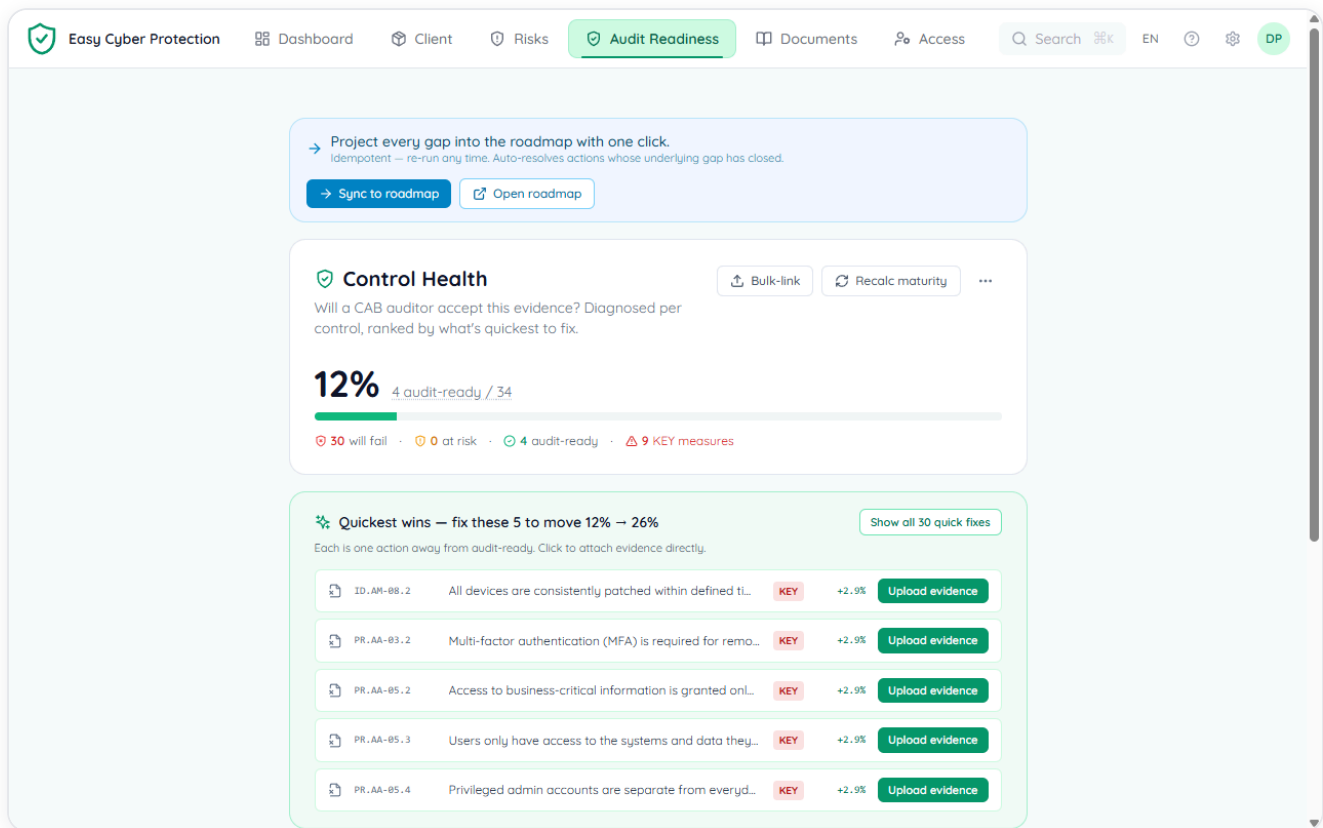 Easy Cyber Protection
Dashboard
Client
Risks
Audit Readiness
Documents
Access
Search ⌘K
EN
DP
Project every gap into the roadmap with one click.
Idempotent — re-run any time. Auto-resolves actions whose underlying gap has closed.
Sync to roadmap
Open roadmap
Control Health
Bulk-link
Recalc maturity
Will a CAB auditor accept this evidence? Diagnosed per
control, ranked by what's quickest to fix.
12% 4 audit-ready / 34
30 will fail · 0 at risk · 4 audit-ready · 9 KEY measures
Quickest wins — fix these 5 to move 12% → 26%
Show all 30 quick fixes
Each is one action away from audit-ready. Click to attach evidence directly.
ID.AM-08.2 All devices are consistently patched within defined ti... KEY +2.9% Upload evidence
PR.AA-03.2 Multi-factor authentication (MFA) is required for remo... KEY +2.9% Upload evidence
PR.AA-05.2 Access to business-critical information is granted onl... KEY +2.9% Upload evidence
PR.AA-05.3 Users only have access to the systems and data they... KEY +2.9% Upload evidence
PR.AA-05.4 Privileged admin accounts are separate from everyd... KEY +2.9% Upload evidence